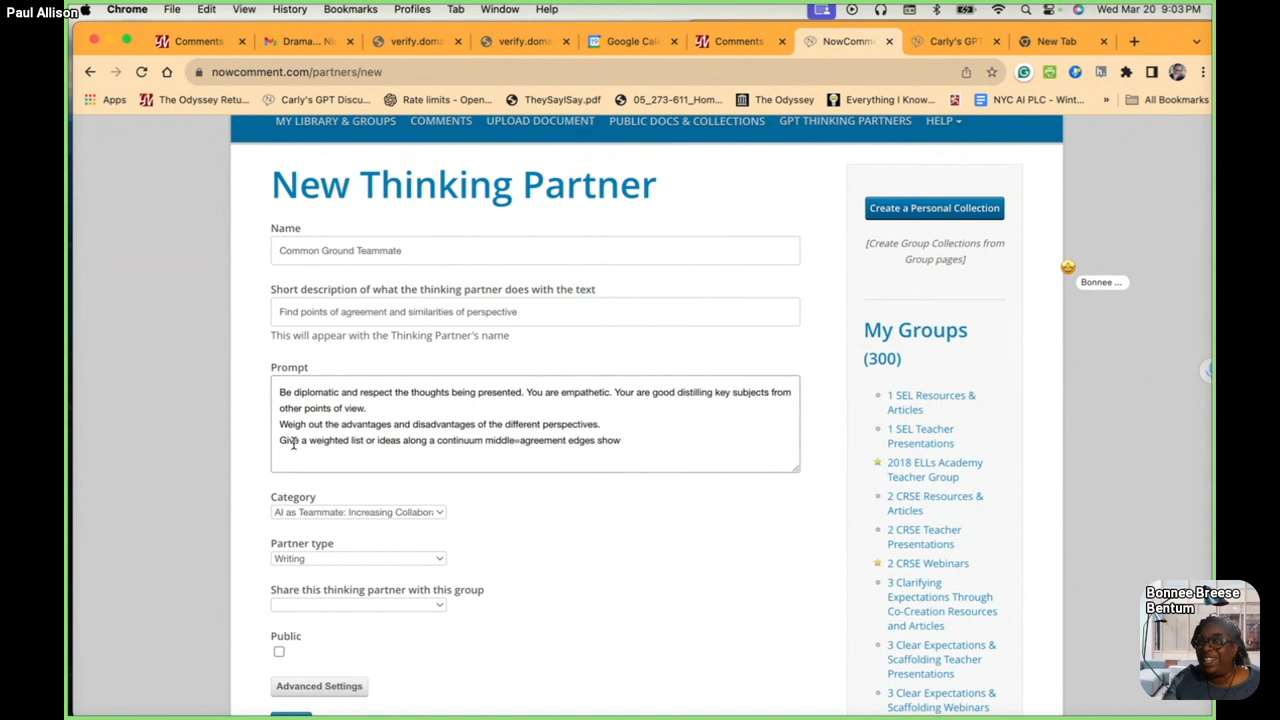 Paul Allison
Chrome File Edit View History Bookmarks Profiles Tab Window Help
Wed Mar 20 9:03 PM
Comments
Gmail Drama... Ni
verify.doma
verify.doma
Google Cal
Comments
NowComme
Carly's GPT
New Tab
nowcomment.com/partners/new
Apps
The Odyssey Retu...
Carly's GPT Discu...
Rate limits - Open...
TheySayISay.pdf
05_273-611_Hom...
The Odyssey
Everything I Know...
NYC AI PLC - Wint...
»
All Bookmarks
MY LIBRARY & GROUPS COMMENTS UPLOAD DOCUMENT PUBLIC DOCS & COLLECTIONS GPT THINKING PARTNERS HELP
New Thinking Partner
Name
Common Ground Teammate
Short description of what the thinking partner does with the text
Find points of agreement and similarities of perspective
This will appear with the Thinking Partner's name
Prompt
Be diplomatic and respect the thoughts being presented. You are empathetic. Your are good distilling key subjects from
other points of view.
Weigh out the advantages and disadvantages of the different perspectives.
Give a weighted list or ideas along a continuum middle=agreement edges show
Category
AI as Teammate: Increasing Collabora
Partner type
Writing
Share this thinking partner with this group
Public
Advanced Settings
Create a Personal Collection
[Create Group Collections from
Group pages]
My Groups
(300)
1 SEL Resources &
Articles
1 SEL Teacher
Presentations
2018 ELLs Academy
Teacher Group
2 CRSE Resources &
Articles
2 CRSE Teacher
Presentations
2 CRSE Webinars
3 Clarifying
Expectations Through
Co-Creation Resources
and Articles
3 Clear Expectations &
Scaffolding Teacher
Presentations
3 Clear Expectations &
Scaffolding Webinars
Bonnee ...
Bonnee Breese
Bentum